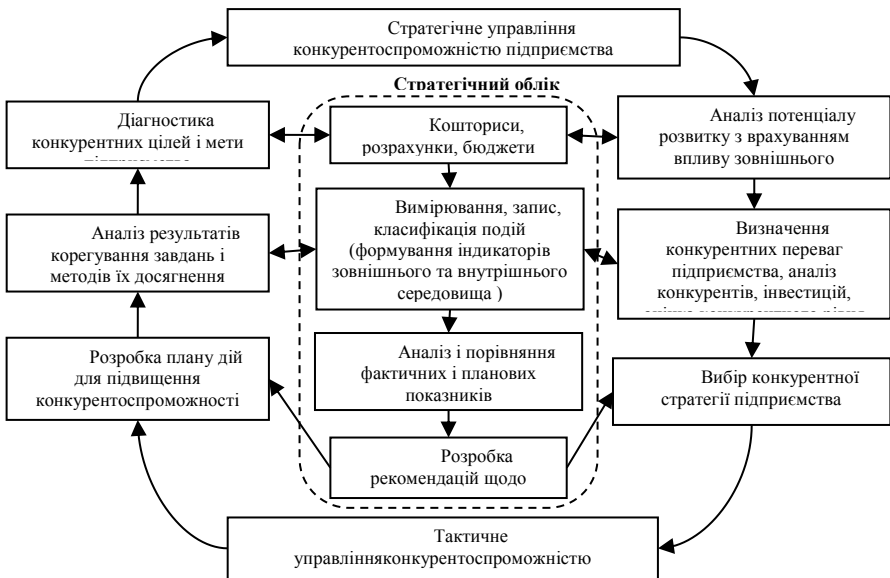 Стратегічне управління
конкурентоспроможністю підприємства
Стратегічний облік
Діагностика
конкурентних цілей і мети
Кошториси,
розрахунки, бюджети
Аналіз потенціалу
розвитку з врахуванням
впливу зовнішнього
Аналіз результатів
корегування завдань і
методів їх досягнення
Вимірювання, запис,
класифікація подій
(формування індикаторів
зовнішнього та внутрішнього
середовища )
Визначення
конкурентних переваг
підприємства, аналіз
конкурентів, інвестицій,
Розробка плану дій
для підвищення
конкурентоспроможності
Аналіз і порівняння
фактичних і планових
показників
Вибір конкурентної
стратегії підприємства
Розробка
рекомендацій щодо
Тактичне
управлінняконкурентоспроможністю